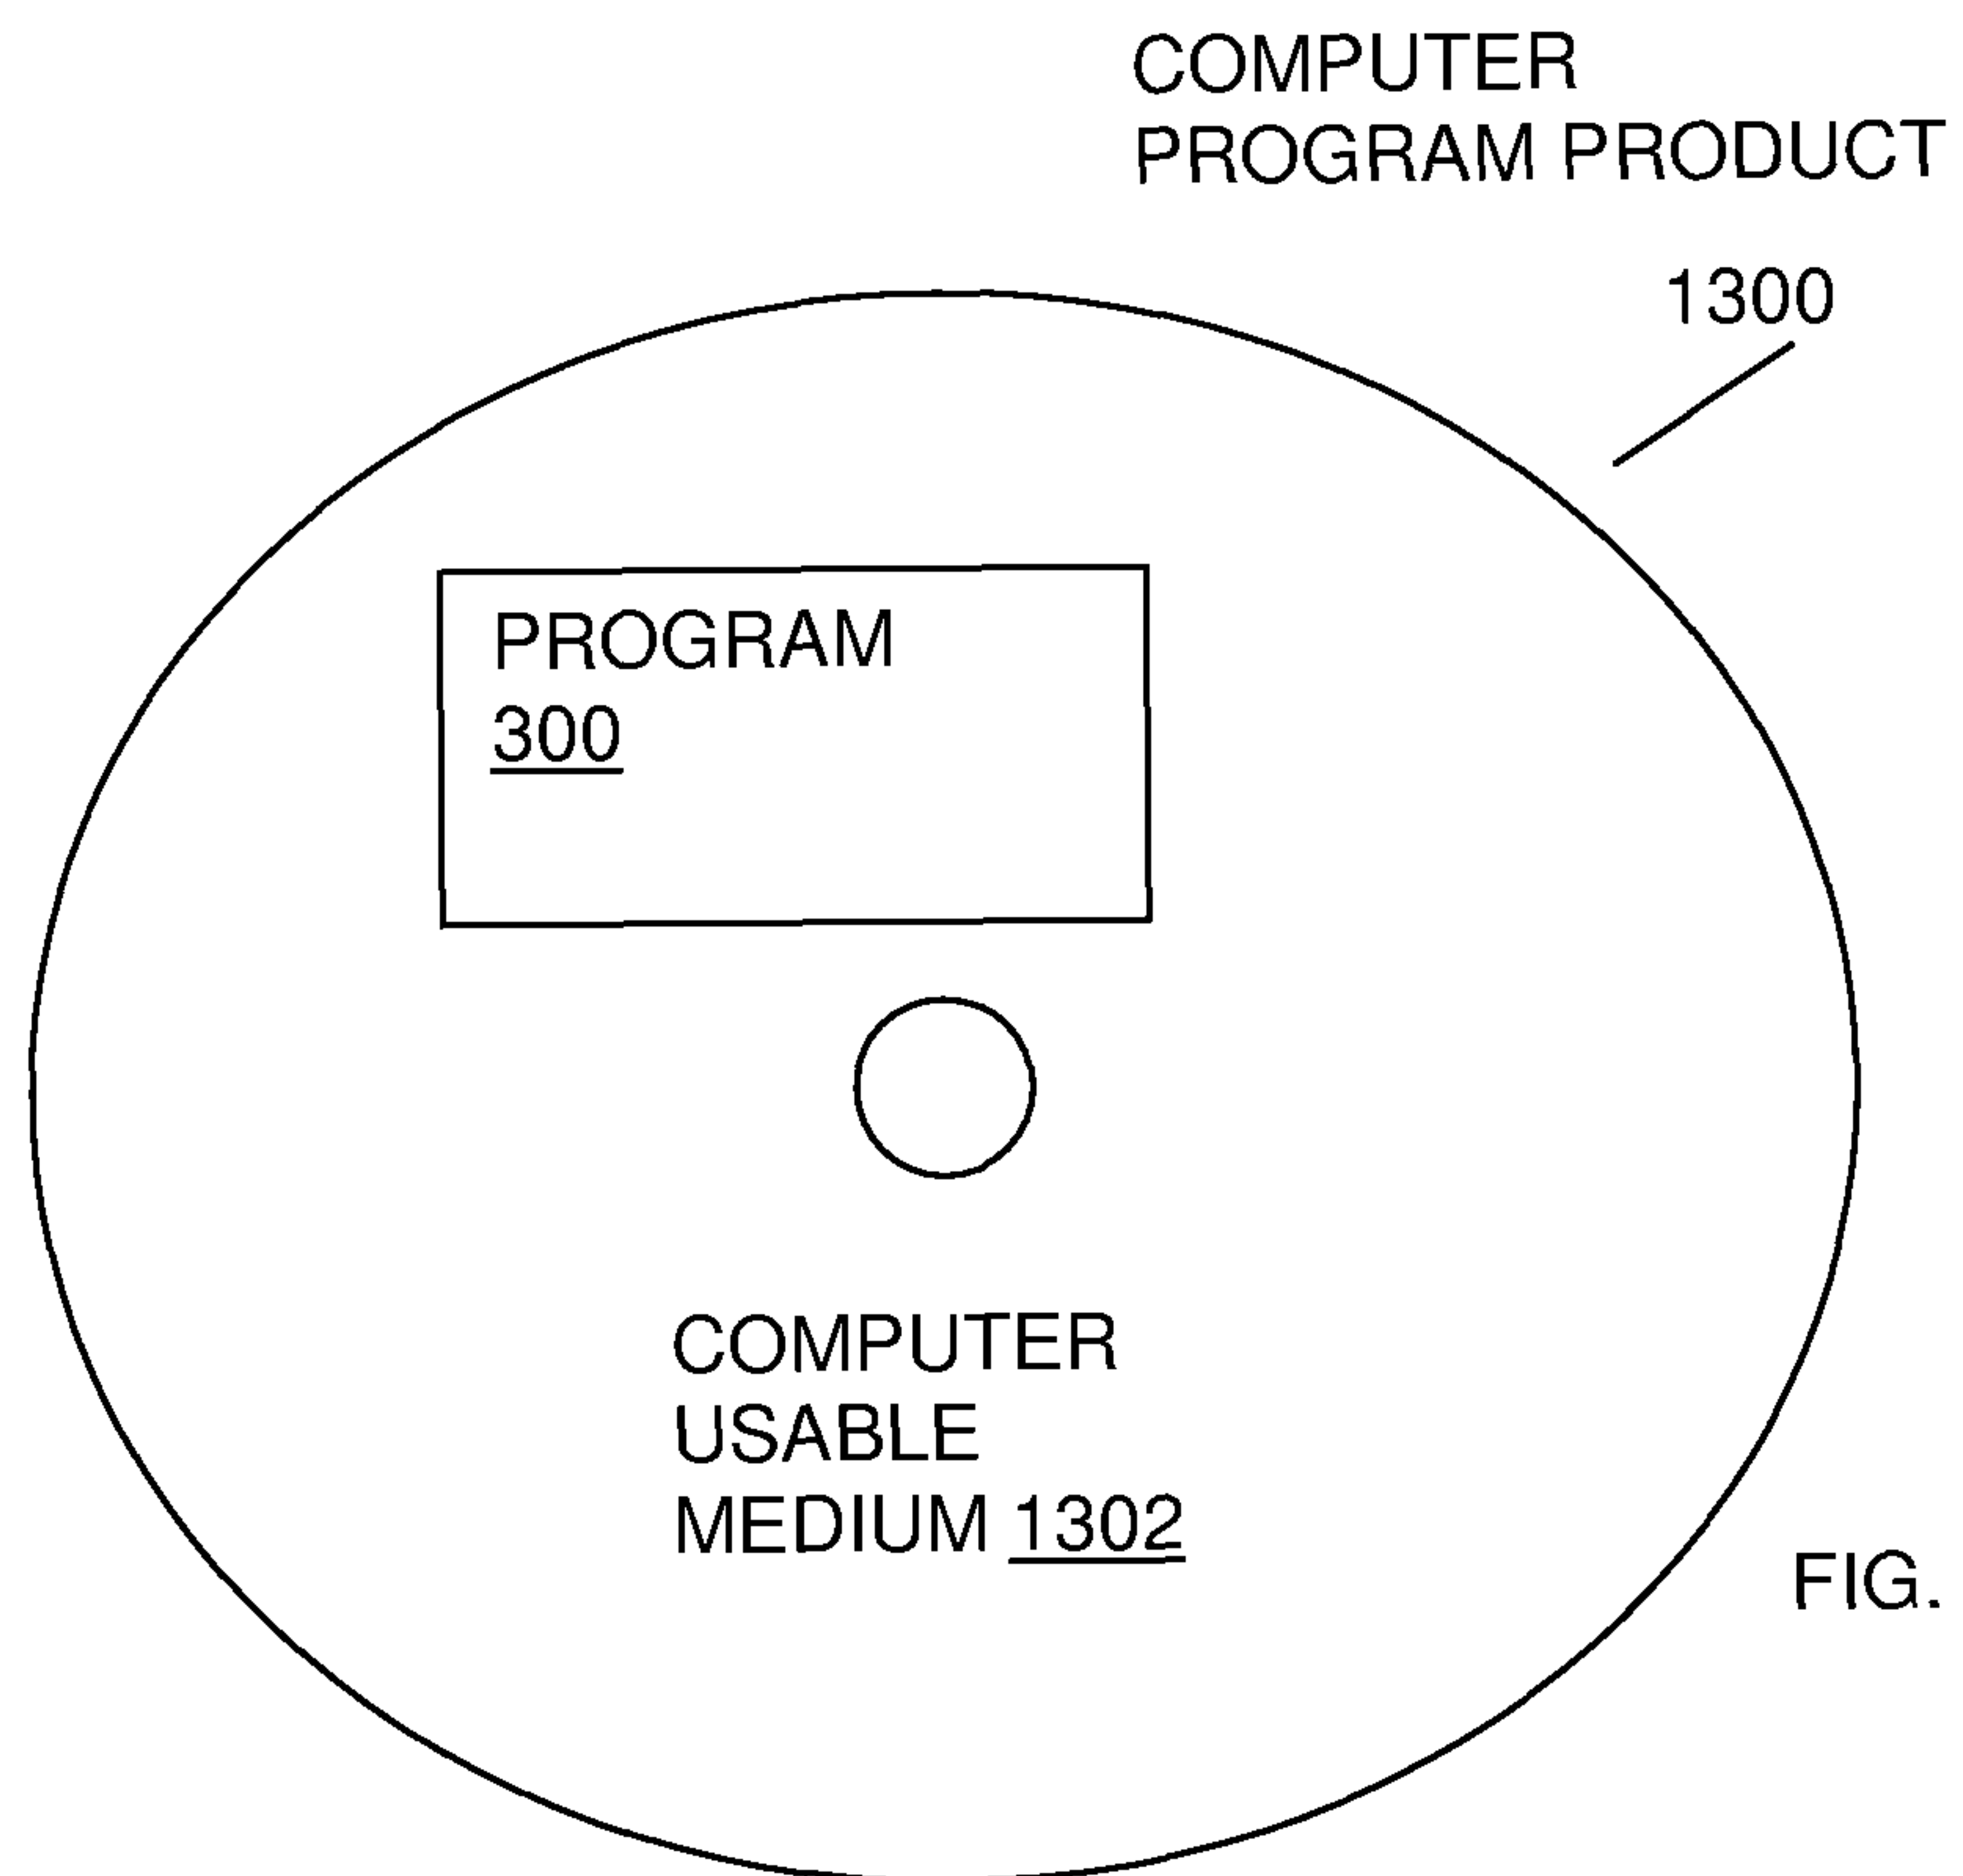 COMPUTER
PROGRAM PRODUCT
1300
PROGRAM
300
COMPUTER
USABLE
MEDIUM 1302
FIG.